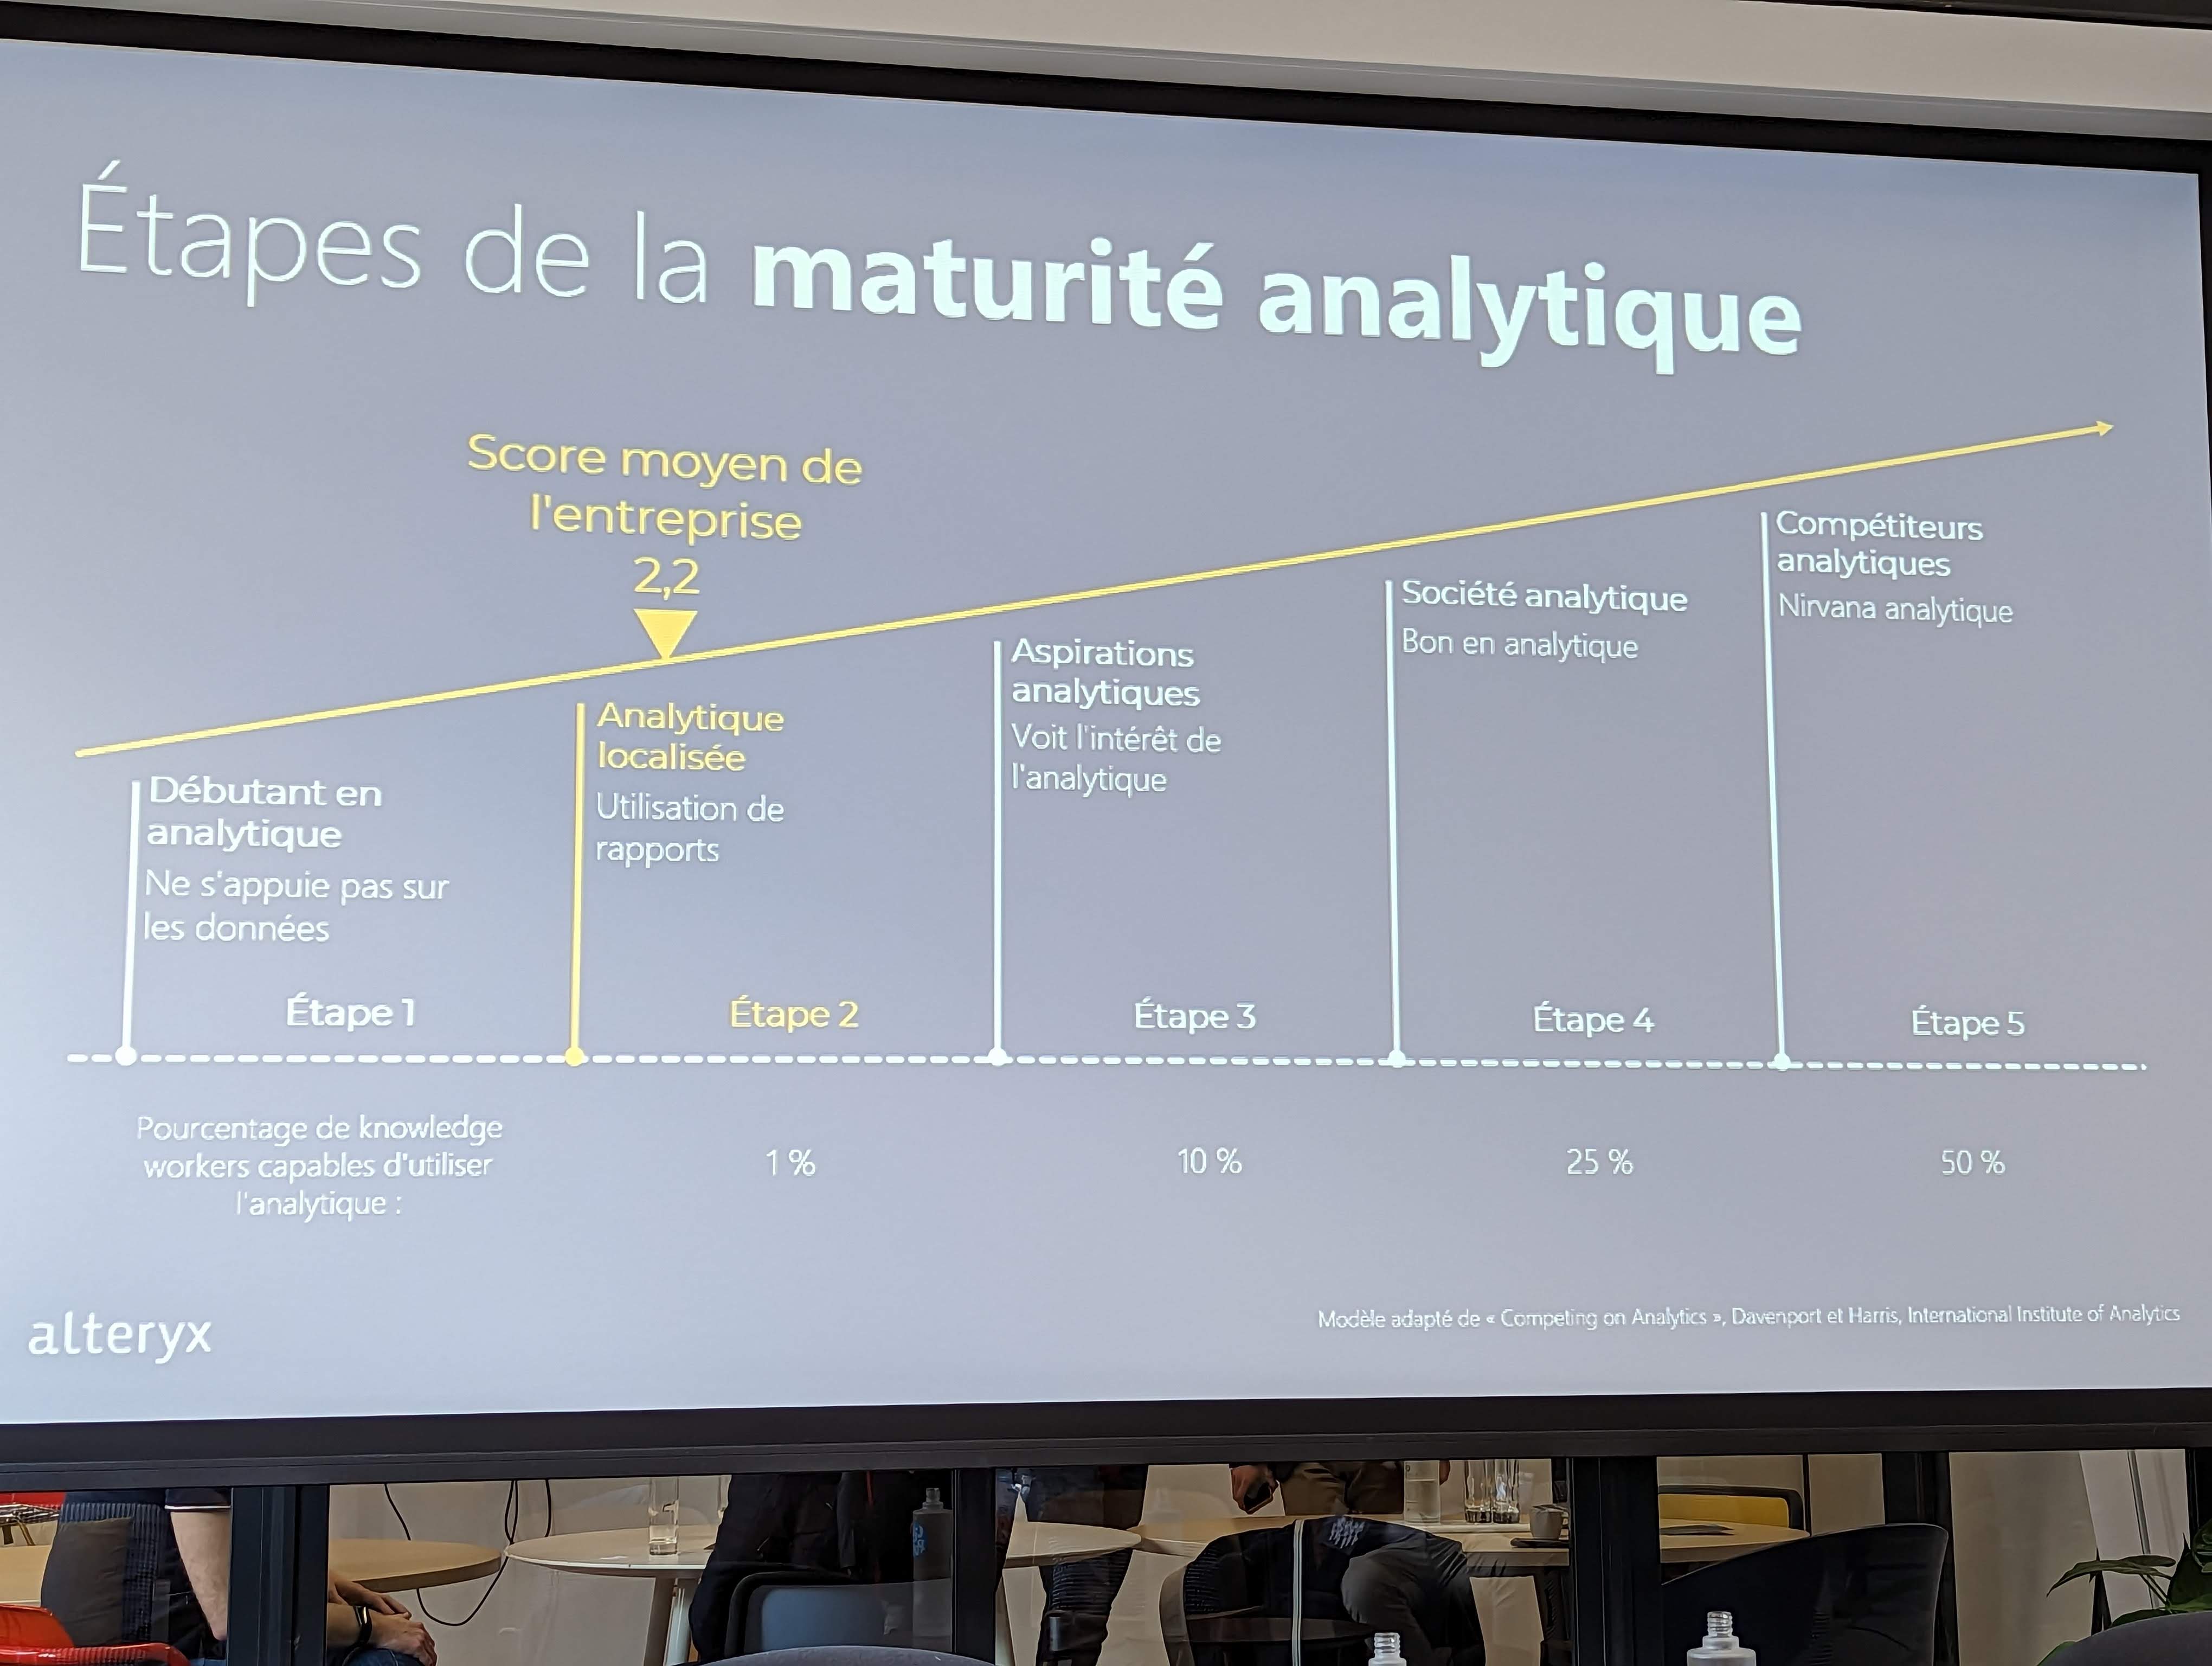 Étapes de la maturité analytique
Score moyen de
l'entreprise
2,2
Débutant en
analytique
Ne s'appuie pas sur
les données
Étape 1
Analytique
localisée
Utilisation de
rapports
Étape 2
Aspirations
analytiques
Voit l'intérêt de
l'analytique
Étape 3
Société analytique
Bon en analytique
Étape 4
Compétiteurs
analytiques
Nirvana analytique
Étape 5
Pourcentage de knowledge
workers capables d'utiliser
l'analytique :
1 %
10 %
25 %
50 %
alteryx
Modèle adapté de « Competing on Analytics », Davenport et Harris, International Institute of Analytics